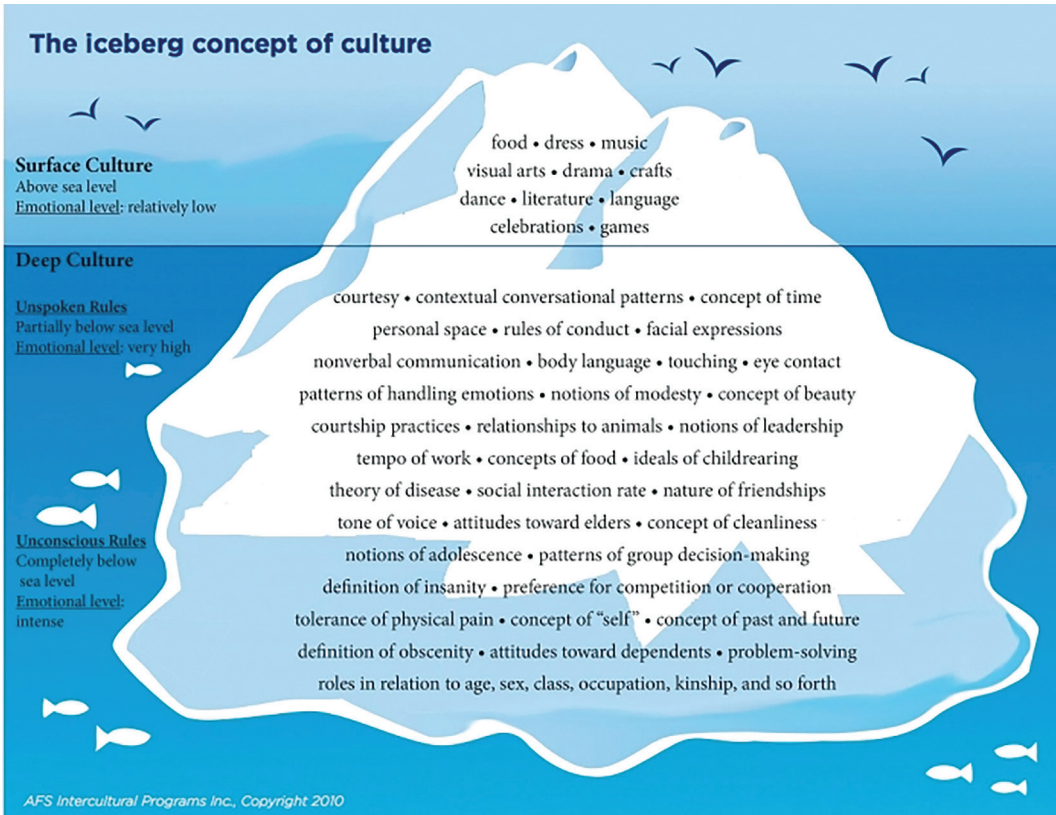 The iceberg concept of culture
food • dress • music
Surface Culture
Above sea level
Emotional level: relatively low
visual arts • drama • crafts
dance • literature • language
celebrations • games
Deep Culture
Unspoken Rules
Partially below sea level
Emotional level: very high
courtesy • contextual conversational patterns • concept of time
personal space • rules of conduct • facial expressions
nonverbal communication • body language • touching • eye contact
patterns of handling emotions • notions of modesty • concept of beauty
courtship practices • relationships to animals • notions of leadership
tempo of work • concepts of food • ideals of childrearing
theory of disease • social interaction rate • nature of friendships
tone of voice • attitudes toward elders • concept of cleanliness
Unconscious Rules
Completely below
sea level
Emotional level:
intense
notions of adolescence • patterns of group decision-making
definition of insanity • preference for competition or cooperation
tolerance of physical pain • concept of “self” • concept of past and future
definition of obscenity • attitudes toward dependents • problem-solving
roles in relation to age, sex, class, occupation, kinship, and so forth
AFS Intercultural Programs Inc., Copyright 2010